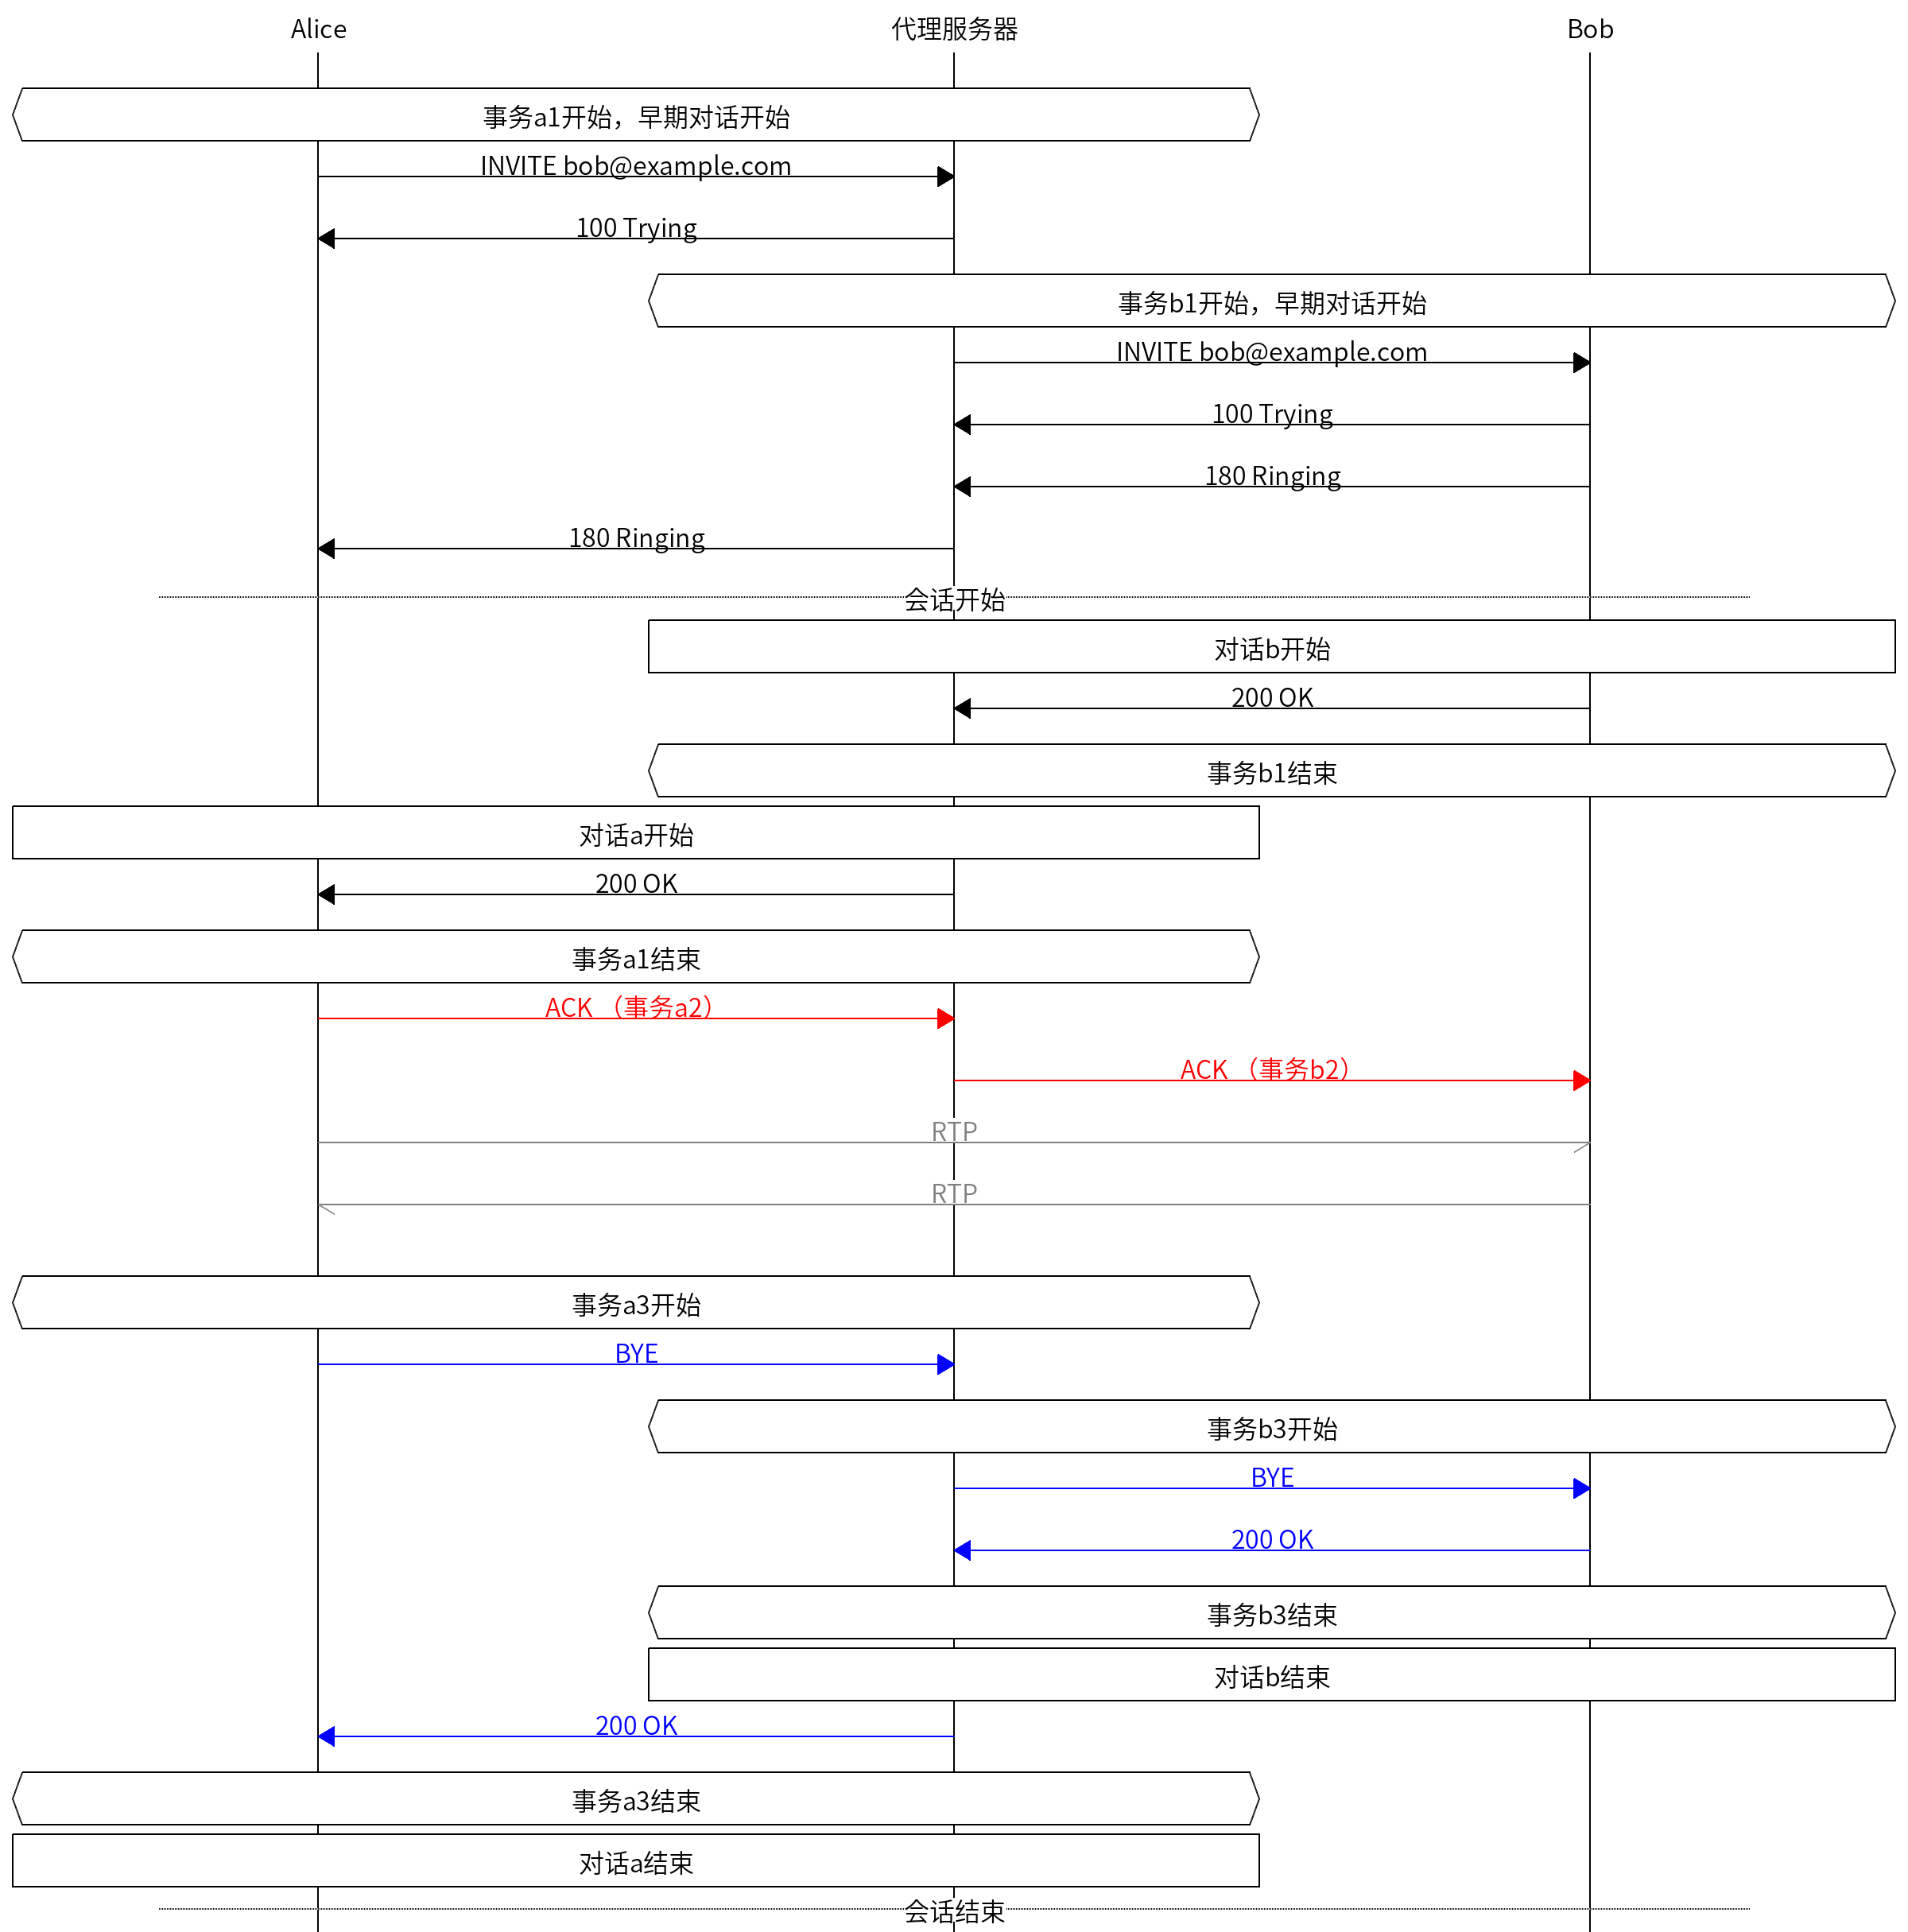 Alice
代理服务器
Bob
事务a1开始，早期对话开始
INVITE bob@example.com
100 Trying
事务b1开始，早期对话开始
INVITE bob@example.com
100 Trying
180 Ringing
180 Ringing
会话开始
对话b开始
200 OK
事务b1结束
对话a开始
200 OK
事务a1结束
ACK （事务a2）
ACK （事务b2）
RTP
RTP
事务a3开始
BYE
事务b3开始
BYE
200 OK
事务b3结束
对话b结束
200 OK
事务a3结束
对话a结束
会话结束